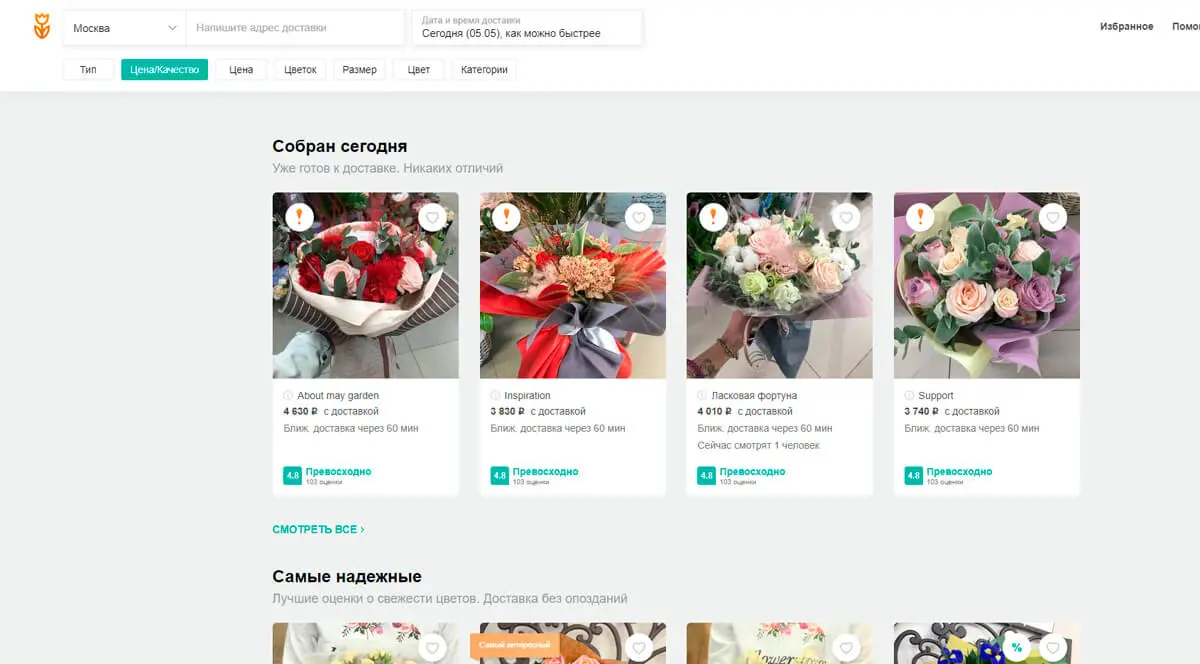 Москва
Напишите адрес доставки
Дата и время доставки
Сегодня (05.05), как можно быстрее
Избранное
Помо
Тип
Цена/Качество
Цена
Цветок
Размер
Цвет
Категории
Собран сегодня
Уже готов к доставке. Никаких отличий
About may garden
4 630 ₽ с доставкой
Ближ. доставка через 60 мин
4.8
Превосходно
103 оценки
Inspiration
3 830 ₽ с доставкой
Ближ. доставка через 60 мин
4.8
Превосходно
103 оценки
Ласковая фортуна
4 010 ₽ с доставкой
Ближ. доставка через 60 мин
Сейчас смотрят 1 человек
4.8
Превосходно
103 оценки
Support
3 740 ₽ с доставкой
Ближ. доставка через 60 мин
4.8
Превосходно
103 оценки
СМОТРЕТЬ ВСЕ ›
Самые надежные
Лучшие оценки о свежести цветов. Доставка без опозданий
Самый интересный
%